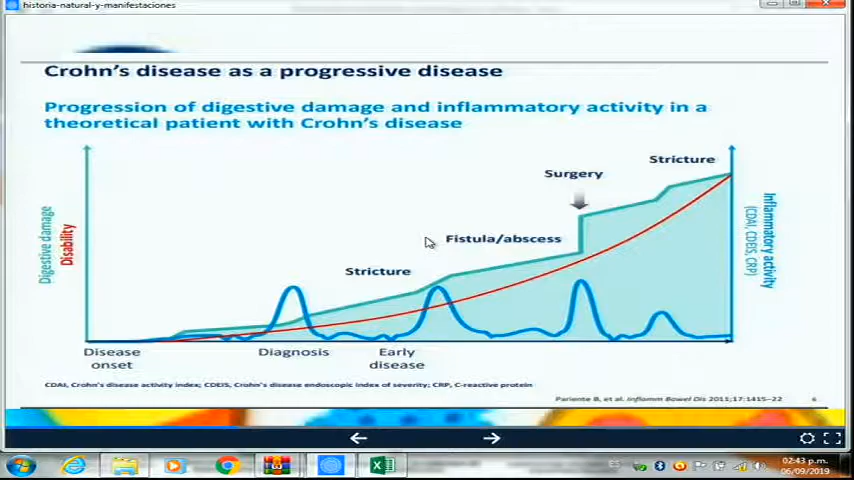 historia-natural-y-manifestaciones
Crohn's disease as a progressive disease
Progression of digestive damage and inflammatory activity in a
theoretical patient with Crohn's disease
Stricture
Surgery
Fistula/abscess
Stricture
Digestive damage
Disability
Inflammatory activity
(CDAI, CDEIS, CRP)
Disease
onset
Diagnosis
Early
disease
CDAI, Crohn's disease activity index; CDEIS, Crohn's disease endoscopic index of severity; CRP, C-reactive protein
Pariente B, et al. Inflamm Bowel Dis 2011;17:1415–22
6
ES
02:43 p.m.
06/09/2019